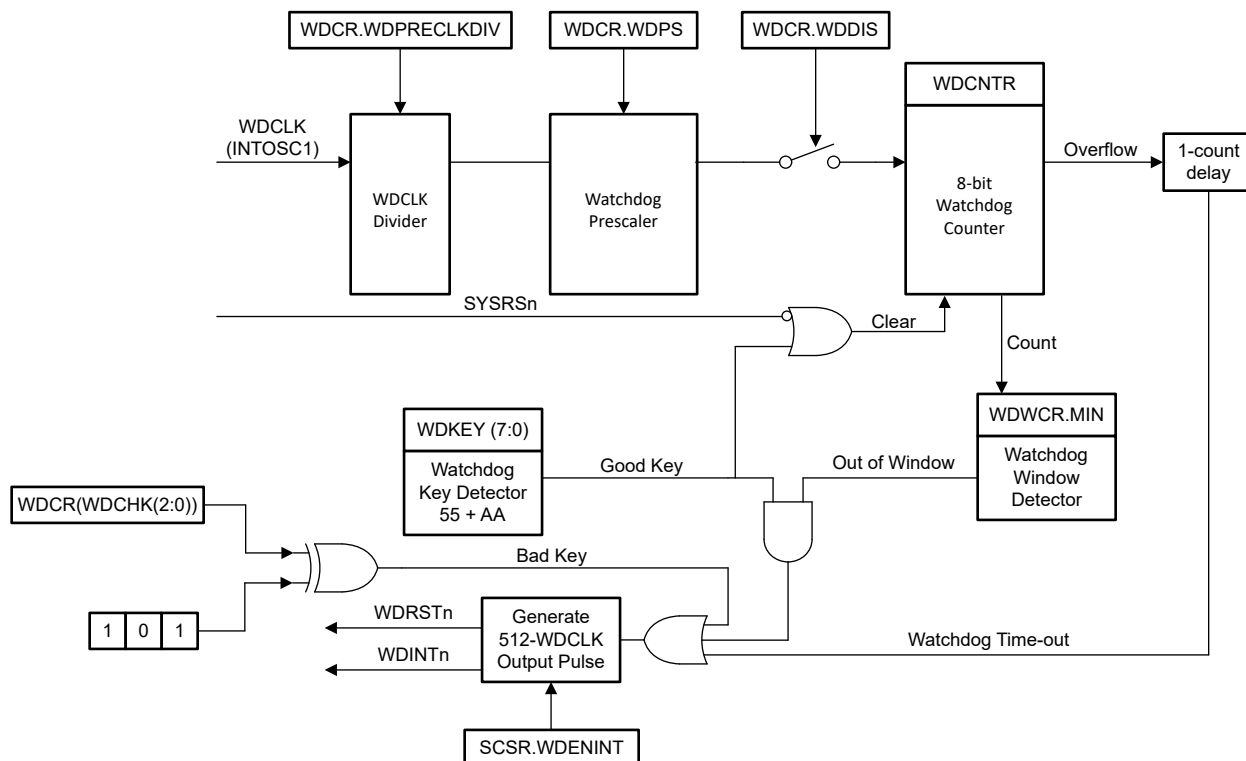 WDCR.WDPRECLKDIV
WDCR.WDPS
WDCR.WDDIS
WDCNTR
WDCLK
(INTOSC1)
WDCLK
Divider
Watchdog
Prescaler
8-bit
Watchdog
Counter
Overflow
1-count
delay
SYSRSn
Clear
Count
WDKEY (7:0)
Watchdog
Key Detector
55 + AA
Good Key
Out of Window
WDWCR.MIN
Watchdog
Window
Detector
WDCR(WDCHK(2:0))
Bad Key
1 0 1
WDRSTn
WDINTn
Generate
512-WDCLK
Output Pulse
Watchdog Time-out
SCSR.WDENINT